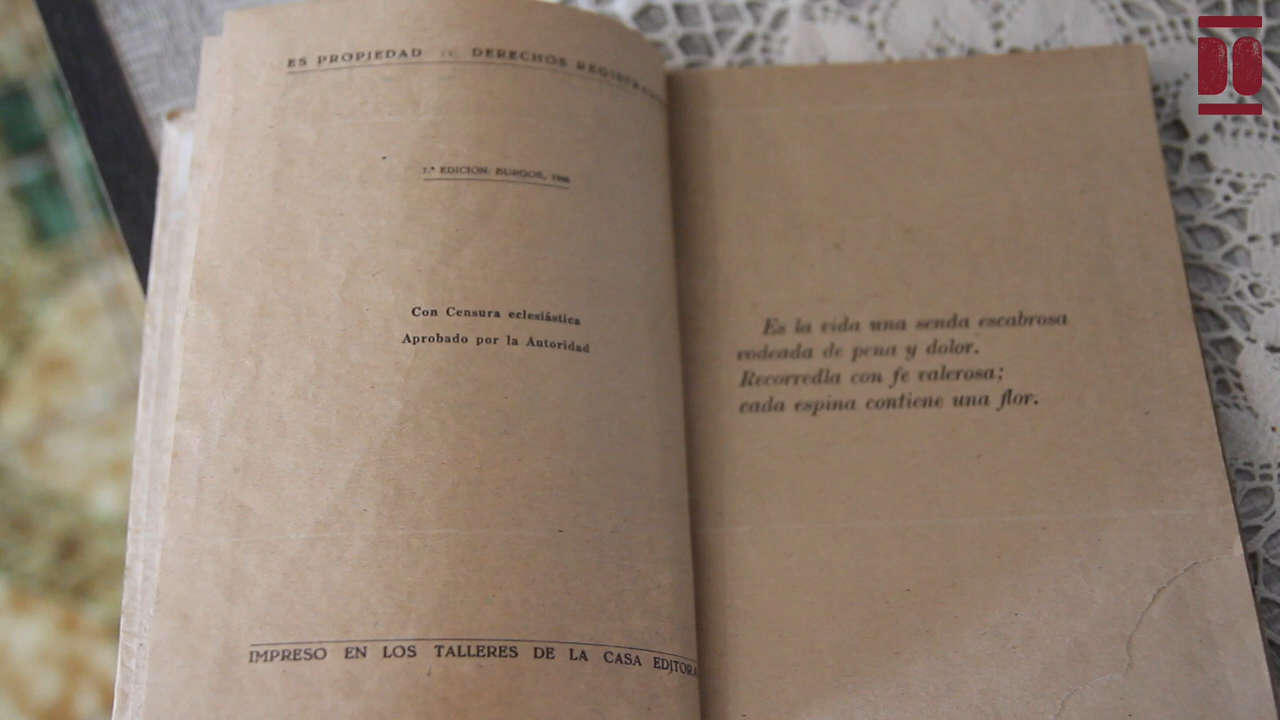 ES PROPIEDAD DERECHOS
7.ª EDICION. BURGOS,
Con Censura eclesiástica
Aprobado por la Autoridad
IMPRESO EN LOS TALLERES DE LA CASA EDITORA
Es la vida una senda escabrosa
rodeada de pena y dolor.
Recorredla con fe valerosa;
cada espina contiene una flor.
DO